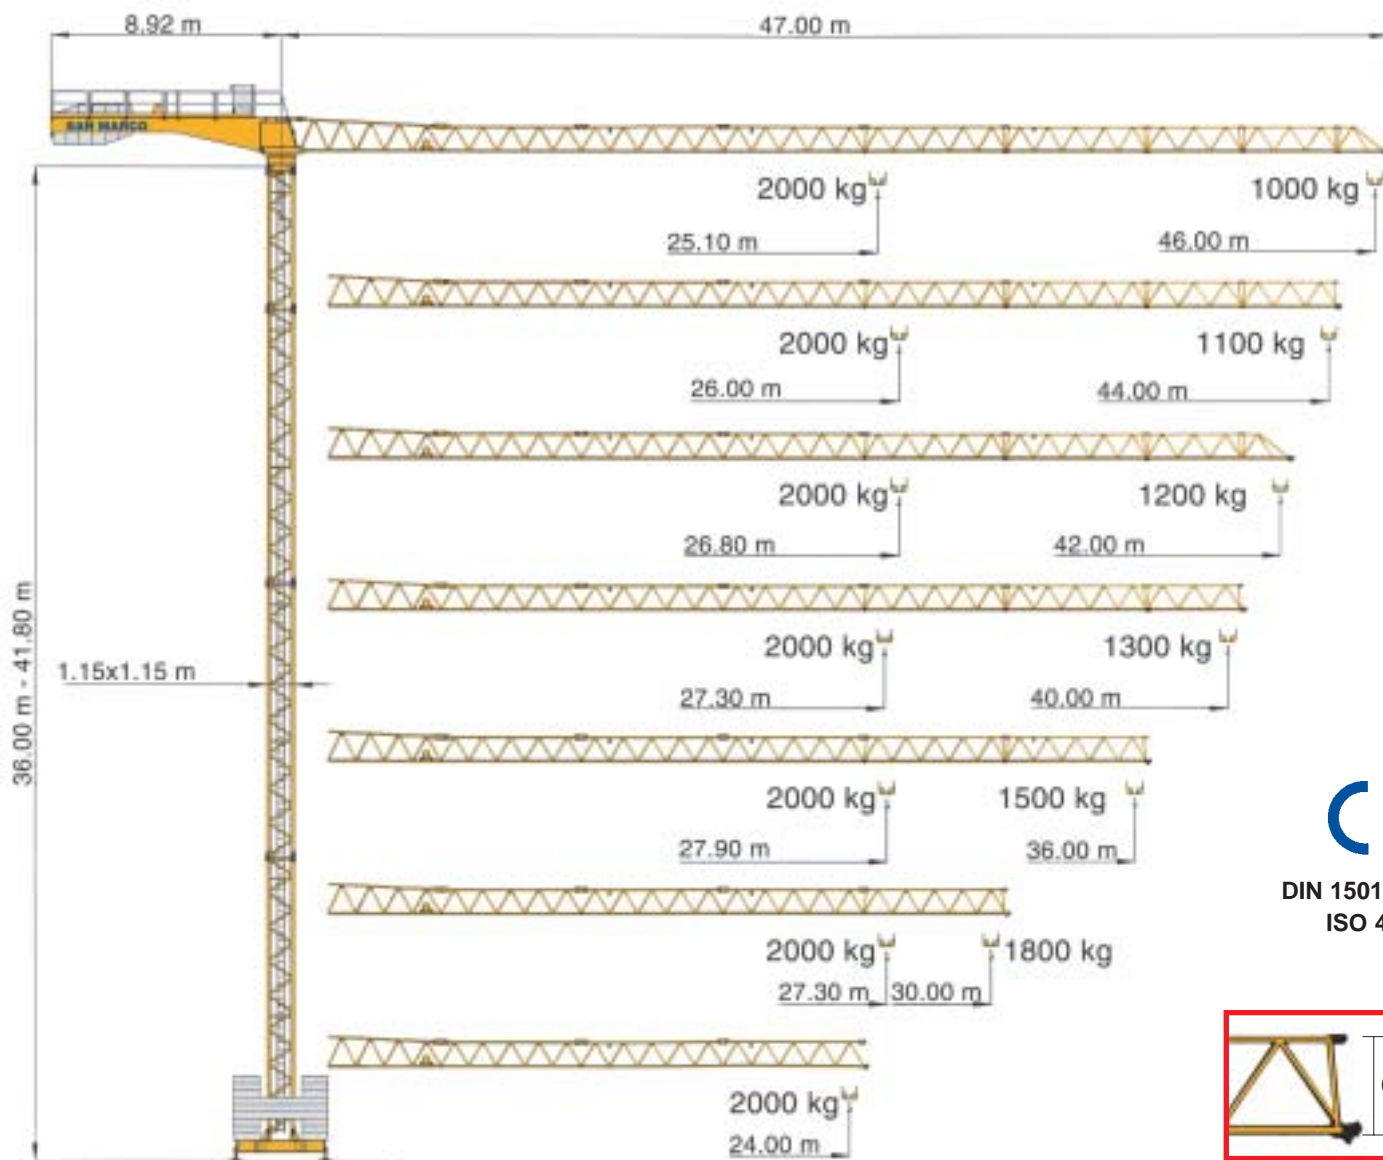 8.92 m 47.00 m
SAN MARCO
2000 kg 1000 kg
25.10 m 46.00 m
2000 kg 1100 kg
26.00 m 44.00 m
2000 kg 1200 kg
26.80 m 42.00 m
36.00 m - 41.80 m
2000 kg 1300 kg
1.15x1.15 m
27.30 m 40.00 m
2000 kg 1500 kg
27.90 m 36.00 m
DIN 1501
ISO 4
2000 kg 1800 kg
27.30 m 30.00 m
2000 kg
24.00 m